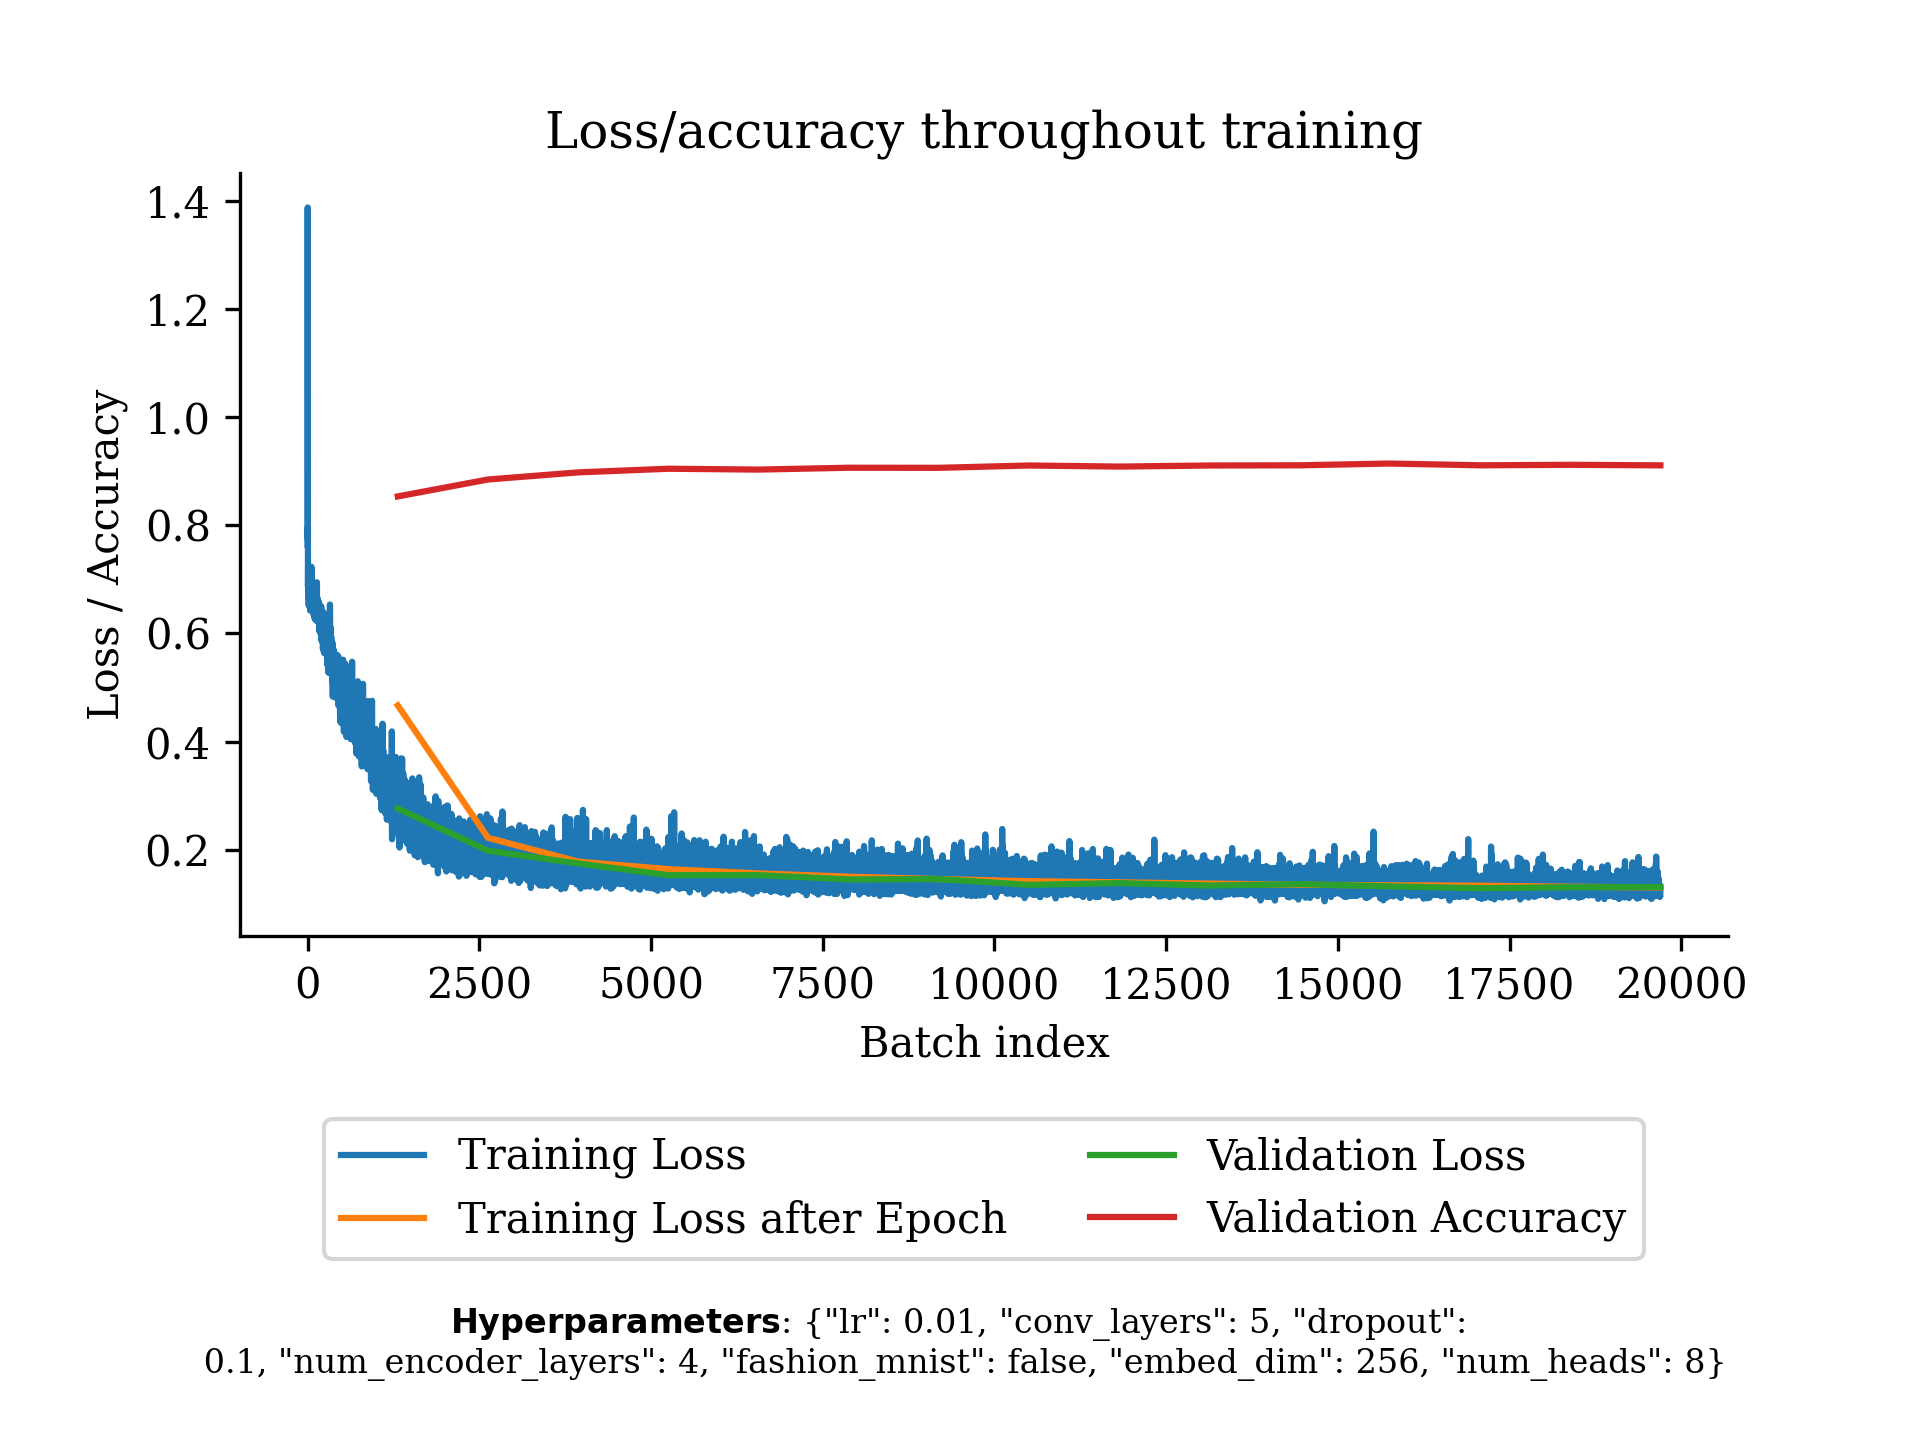 Loss/accuracy throughout training
Loss / Accuracy
1.4
1.2
1.0
0.8
0.6
0.4
0.2
0 2500 5000 7500 10000 12500 15000 17500 20000
Batch index
Training Loss
Training Loss after Epoch
Validation Loss
Validation Accuracy
Hyperparameters: {"lr": 0.01, "conv_layers": 5, "dropout":
0.1, "num_encoder_layers": 4, "fashion_mnist": false, "embed_dim": 256, "num_heads": 8}